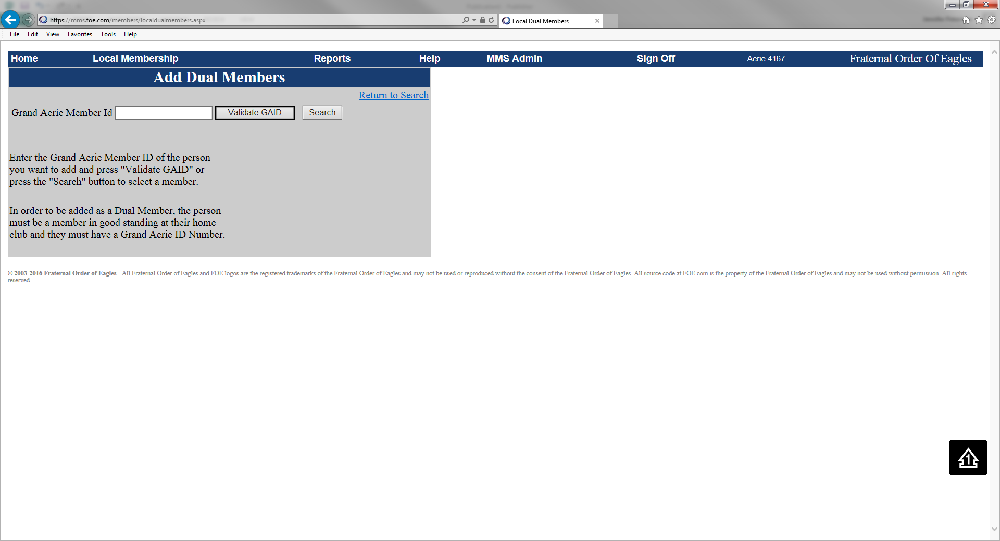 https://mms.foe.com/members/localdualmembers.aspx
Local Dual Members
File Edit View Favorites Tools Help
Home Local Membership Reports Help MMS Admin Sign Off Aerie 4167 Fraternal Order Of Eagles
Add Dual Members
Return to Search
Grand Aerie Member Id Validate GAID Search
Enter the Grand Aerie Member ID of the person
you want to add and press "Validate GAID" or
press the "Search" button to select a member.
In order to be added as a Dual Member, the person
must be a member in good standing at their home
club and they must have a Grand Aerie ID Number.
© 2003-2016 Fraternal Order of Eagles - All Fraternal Order of Eagles and FOE logos are the registered trademarks of the Fraternal Order of Eagles and may not be used or reproduced without the consent of the Fraternal Order of Eagles. All source code at FOE.com is the property of the Fraternal Order of Eagles and may not be used without permission. All rights
reserved.
1